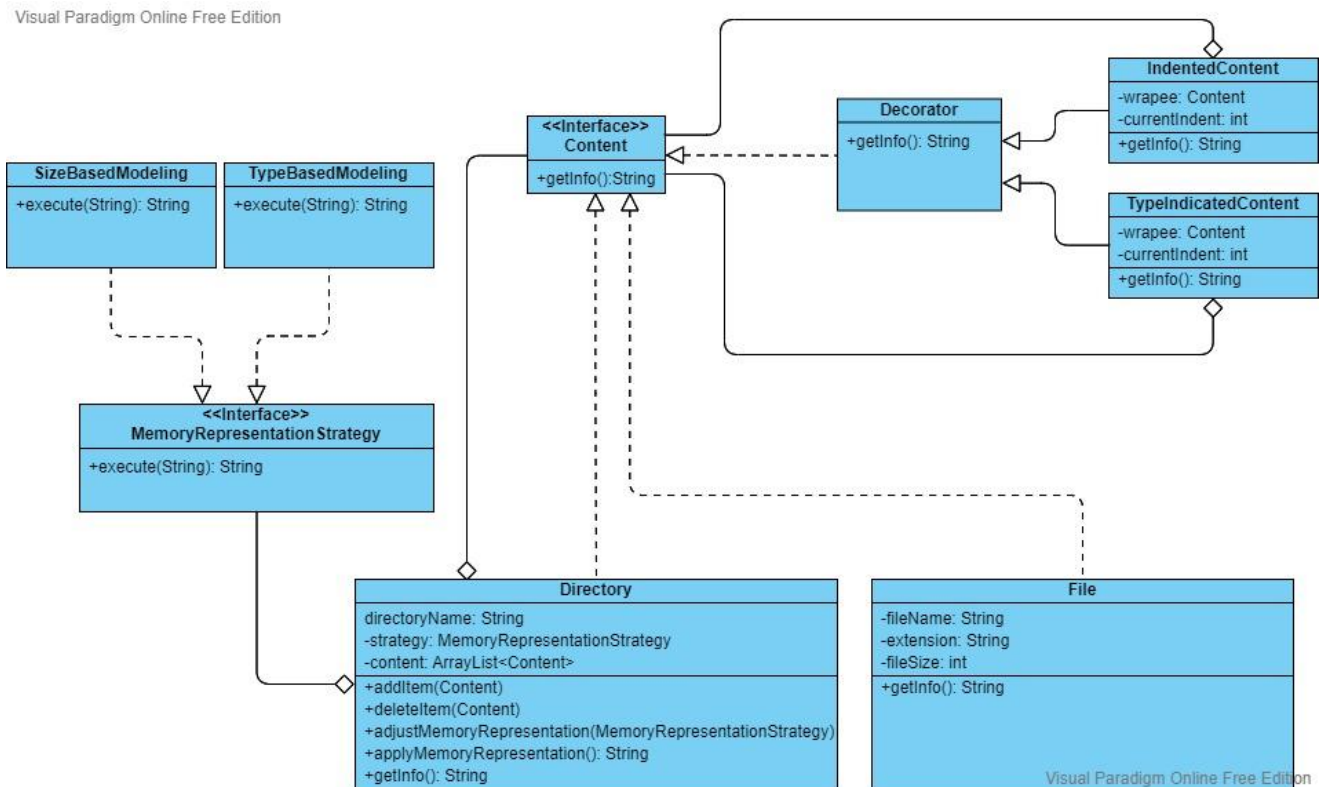 Visual Paradigm Online Free Edition
IndentedContent
-wrapee: Content
-currentIndent: int
+getInfo(): String
Decorator
+getInfo(): String
<<Interface>>
Content
+getInfo():String
SizeBasedModeling
+execute(String): String
TypeBasedModeling
+execute(String): String
TypeIndicatedContent
-wrapee: Content
-currentIndent: int
+getInfo(): String
<<Interface>>
MemoryRepresentationStrategy
+execute(String): String
Directory
directoryName: String
-strategy: MemoryRepresentationStrategy
-content: ArrayList<Content>
+addItem(Content)
+deleteItem(Content)
+adjustMemoryRepresentation(MemoryRepresentationStrategy)
+applyMemoryRepresentation(): String
+getInfo(): String
File
-fileName: String
-extension: String
-fileSize: int
+getInfo(): String
Visual Paradigm Online Free Edition